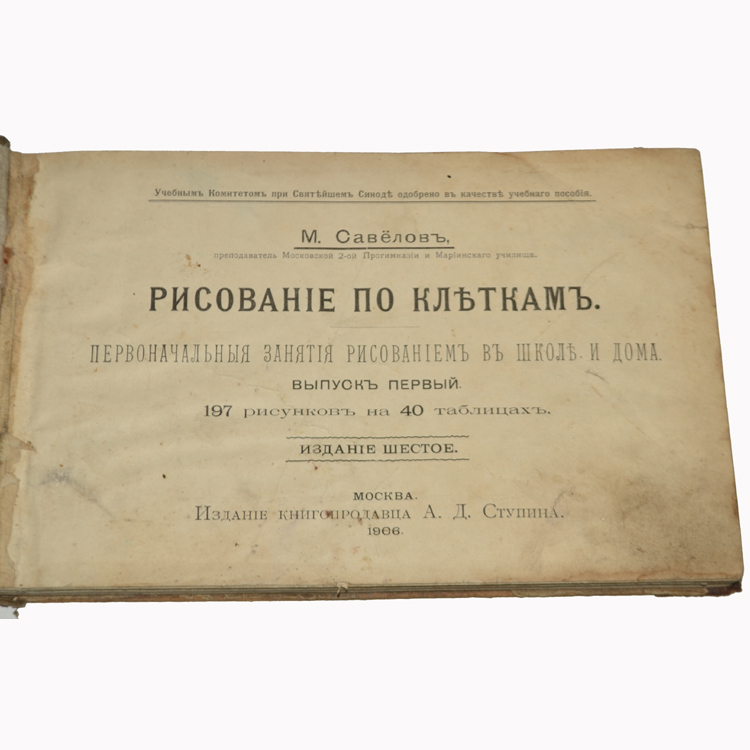 Учебнымъ Комитетомъ при Святѣйшемъ Синодѣ одобрено въ качествѣ учебнаго пособія.
М. Савёловъ,
преподаватель Московской 2-ой Прогимназіи и Маріинскаго училища.
РИСОВАНІЕ ПО КЛѢТКАМЪ.
ПЕРВОНАЧАЛЬНЫЯ ЗАНЯТІЯ РИСОВАНІЕМЪ ВЪ ШКОЛѢ И ДОМА.
ВЫПУСКЪ ПЕРВЫЙ.
197 рисунковъ на 40 таблицахъ.
ИЗДАНІЕ ШЕСТОЕ.
МОСКВА.
Изданіе книгопродавца А. Д. Ступина.
1906.